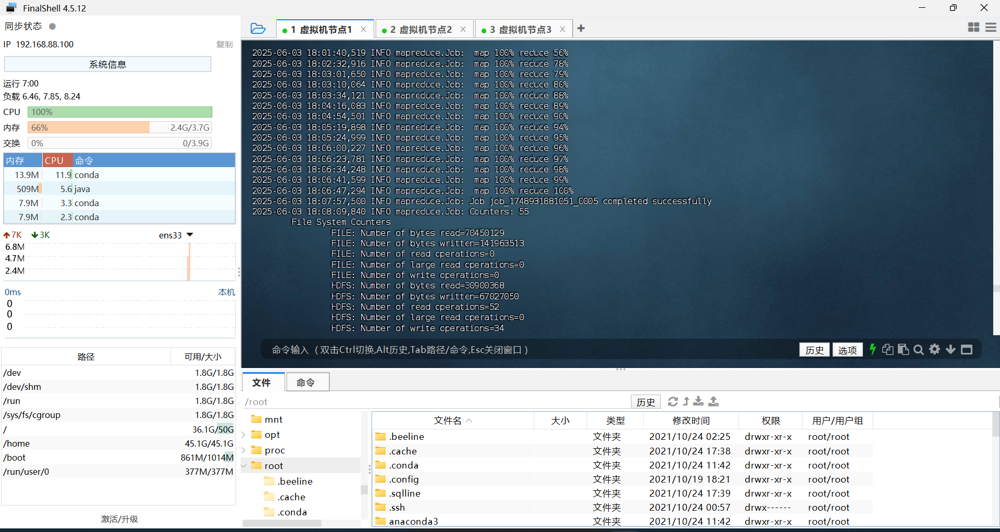 FinalShell 4.5.12
同步状态
IP 192.168.88.100 复制
系统信息
运行 7:00
负载 6.46, 7.85, 8.24
CPU 100%
内存 66% 2.4G/3.7G
交换 0% 0/3.9G
内存 CPU 命令
13.9M 11.9 conda
509M 5.6 java
7.9M 3.3 conda
7.9M 2.3 conda
7K 3K ens33
6.8M
4.7M
2.4M
0ms 本机
0
0
0
路径 可用/大小
/dev 1.8G/1.8G
/dev/shm 1.8G/1.8G
/run 1.8G/1.8G
/sys/fs/cgroup 1.8G/1.8G
/ 36.1G/50G
/home 45.1G/45.1G
/boot 861M/1014M
/run/user/0 377M/377M
激活/升级
1 虚拟机节点1 2 虚拟机节点2 3 虚拟机节点3
2025-06-03 18:01:40,519 INFO mapreduce.Job:  map 100% reduce 56%
2025-06-03 18:02:32,916 INFO mapreduce.Job:  map 100% reduce 78%
2025-06-03 18:03:01,650 INFO mapreduce.Job:  map 100% reduce 79%
2025-06-03 18:03:10,064 INFO mapreduce.Job:  map 100% reduce 80%
2025-06-03 18:03:34,121 INFO mapreduce.Job:  map 100% reduce 88%
2025-06-03 18:04:16,083 INFO mapreduce.Job:  map 100% reduce 89%
2025-06-03 18:04:54,501 INFO mapreduce.Job:  map 100% reduce 90%
2025-06-03 18:05:19,898 INFO mapreduce.Job:  map 100% reduce 94%
2025-06-03 18:05:24,999 INFO mapreduce.Job:  map 100% reduce 95%
2025-06-03 18:06:00,227 INFO mapreduce.Job:  map 100% reduce 96%
2025-06-03 18:06:23,781 INFO mapreduce.Job:  map 100% reduce 97%
2025-06-03 18:06:34,248 INFO mapreduce.Job:  map 100% reduce 98%
2025-06-03 18:06:41,599 INFO mapreduce.Job:  map 100% reduce 99%
2025-06-03 18:06:47,294 INFO mapreduce.Job:  map 100% reduce 100%
2025-06-03 18:07:57,500 INFO mapreduce.Job: Job job_1748931881051_0005 completed successfully
2025-06-03 18:08:09,840 INFO mapreduce.Job: Counters: 55
File System Counters
FILE: Number of bytes read=70450129
FILE: Number of bytes written=141963513
FILE: Number of read operations=0
FILE: Number of large read operations=0
FILE: Number of write operations=0
HDFS: Number of bytes read=30900368
HDFS: Number of bytes written=67027050
HDFS: Number of read operations=52
HDFS: Number of large read operations=0
HDFS: Number of write operations=34
命令输入（双击Ctrl切换,Alt历史,Tab路径/命令,Esc关闭窗口） 历史 选项
文件 命令
/root 历史
mnt
opt
proc
root
.beeline
.cache
.conda
文件名 大小 类型 修改时间 权限 用户/用户组
.beeline 文件夹 2021/10/24 02:25 drwxr-xr-x root/root
.cache 文件夹 2021/10/24 17:38 drwxr-xr-x root/root
.conda 文件夹 2021/10/24 11:42 drwxr-xr-x root/root
.config 文件夹 2021/10/19 18:21 drwxr-xr-x root/root
.sqlline 文件夹 2021/10/24 17:39 drwxr-xr-x root/root
.ssh 文件夹 2021/10/24 00:57 drwx------ root/root
anaconda3 文件夹 2021/10/24 11:42 drwxr-xr-x root/root